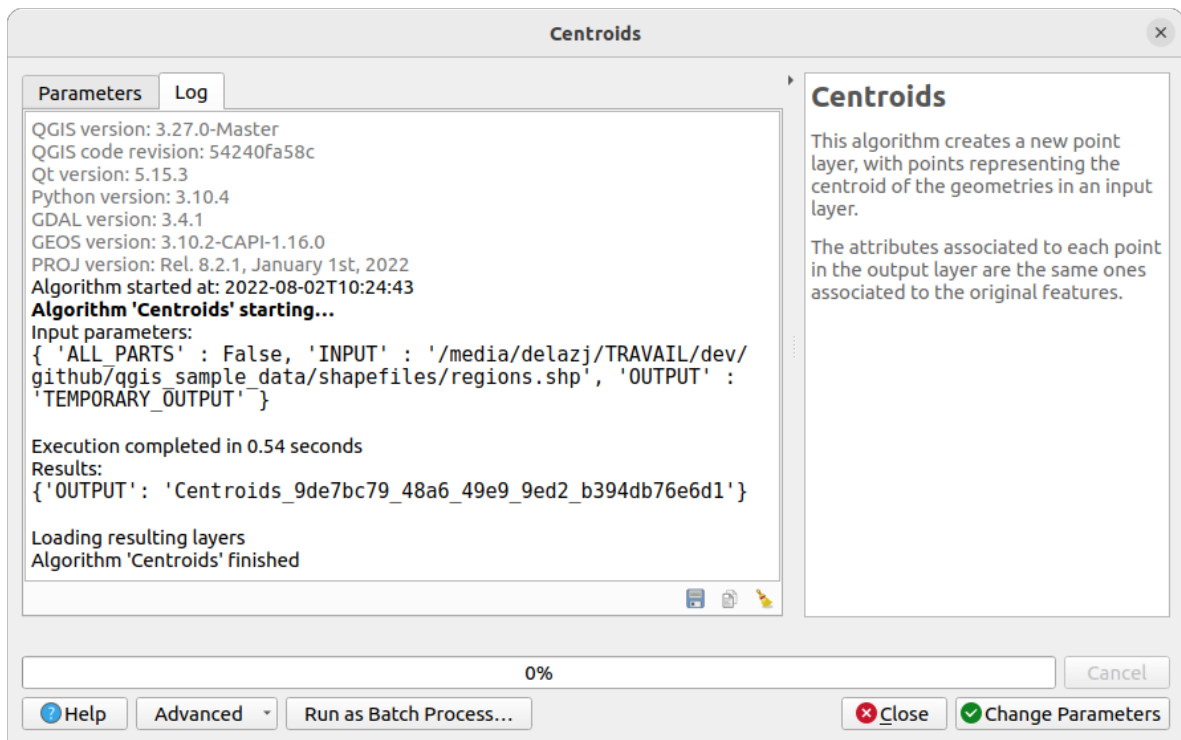 Centroids
Parameters
Log
QGIS version: 3.27.0-Master
QGIS code revision: 54240fa58c
Qt version: 5.15.3
Python version: 3.10.4
GDAL version: 3.4.1
GEOS version: 3.10.2-CAPI-1.16.0
PROJ version: Rel. 8.2.1, January 1st, 2022
Algorithm started at: 2022-08-02T10:24:43
Algorithm 'Centroids' starting…
Input parameters:
{ 'ALL_PARTS' : False, 'INPUT' : '/media/delazj/TRAVAIL/dev/
github/qgis_sample_data/shapefiles/regions.shp', 'OUTPUT' :
'TEMPORARY_OUTPUT' }
Execution completed in 0.54 seconds
Results:
{'OUTPUT': 'Centroids_9de7bc79_48a6_49e9_9ed2_b394db76e6d1'}
Loading resulting layers
Algorithm 'Centroids' finished
Centroids
This algorithm creates a new point
layer, with points representing the
centroid of the geometries in an input
layer.
The attributes associated to each point
in the output layer are the same ones
associated to the original features.
0%
Cancel
Help
Advanced
Run as Batch Process…
Close
Change Parameters